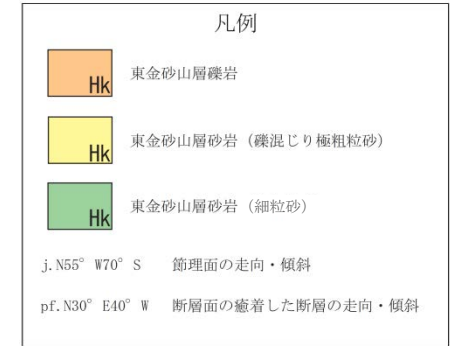 凡例
Hk 東金砂山層礫岩
Hk 東金砂山層砂岩（礫混じり極粗粒砂）
Hk 東金砂山層砂岩（細粒砂）
j.N55° W70° S 節理面の走向・傾斜
pf.N30° E40° W 断層面の癒着した断層の走向・傾斜